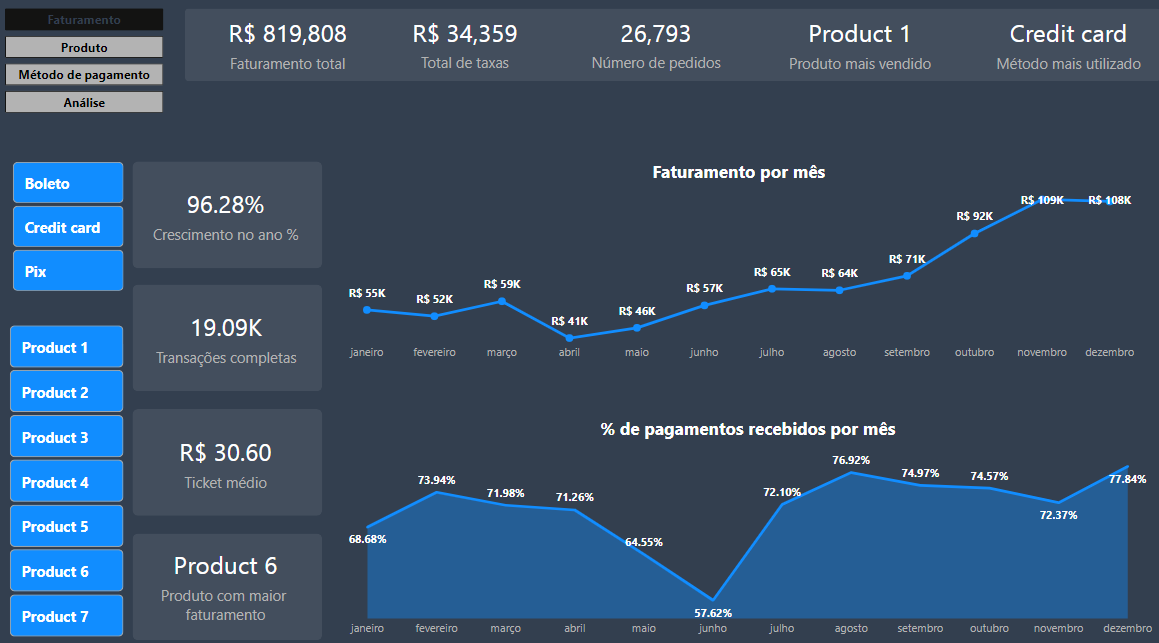 Faturamento
Produto
Método de pagamento
Análise
R$ 819,808
Faturamento total
R$ 34,359
Total de taxas
26,793
Número de pedidos
Product 1
Produto mais vendido
Credit card
Método mais utilizado
Boleto
Credit card
Pix
Product 1
Product 2
Product 3
Product 4
Product 5
Product 6
Product 7
96.28%
Crescimento no ano %
19.09K
Transações completas
R$ 30.60
Ticket médio
Product 6
Produto com maior
faturamento
Faturamento por mês
R$ 55K
R$ 52K
R$ 59K
R$ 41K
R$ 46K
R$ 57K
R$ 65K
R$ 64K
R$ 71K
R$ 92K
R$ 109K
R$ 108K
janeiro
fevereiro
março
abril
maio
junho
julho
agosto
setembro
outubro
novembro
dezembro
% de pagamentos recebidos por mês
68.68%
73.94%
71.98%
71.26%
64.55%
57.62%
72.10%
76.92%
74.97%
74.57%
72.37%
77.84%
janeiro
fevereiro
março
abril
maio
junho
julho
agosto
setembro
outubro
novembro
dezembro